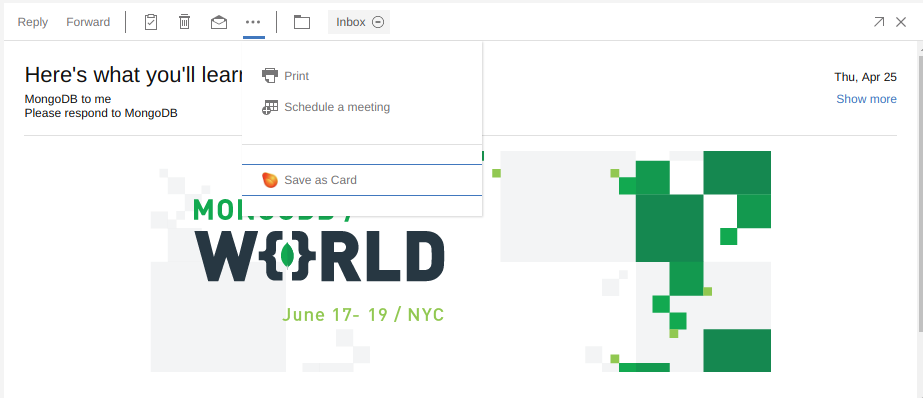 Reply Forward Inbox
Here's what you'll lear
Thu, Apr 25
MongoDB to me
Show more
Please respond to MongoDB
Print
Schedule a meeting
Save as Card
MONGODB /
W{}RLD
June 17- 19 / NYC